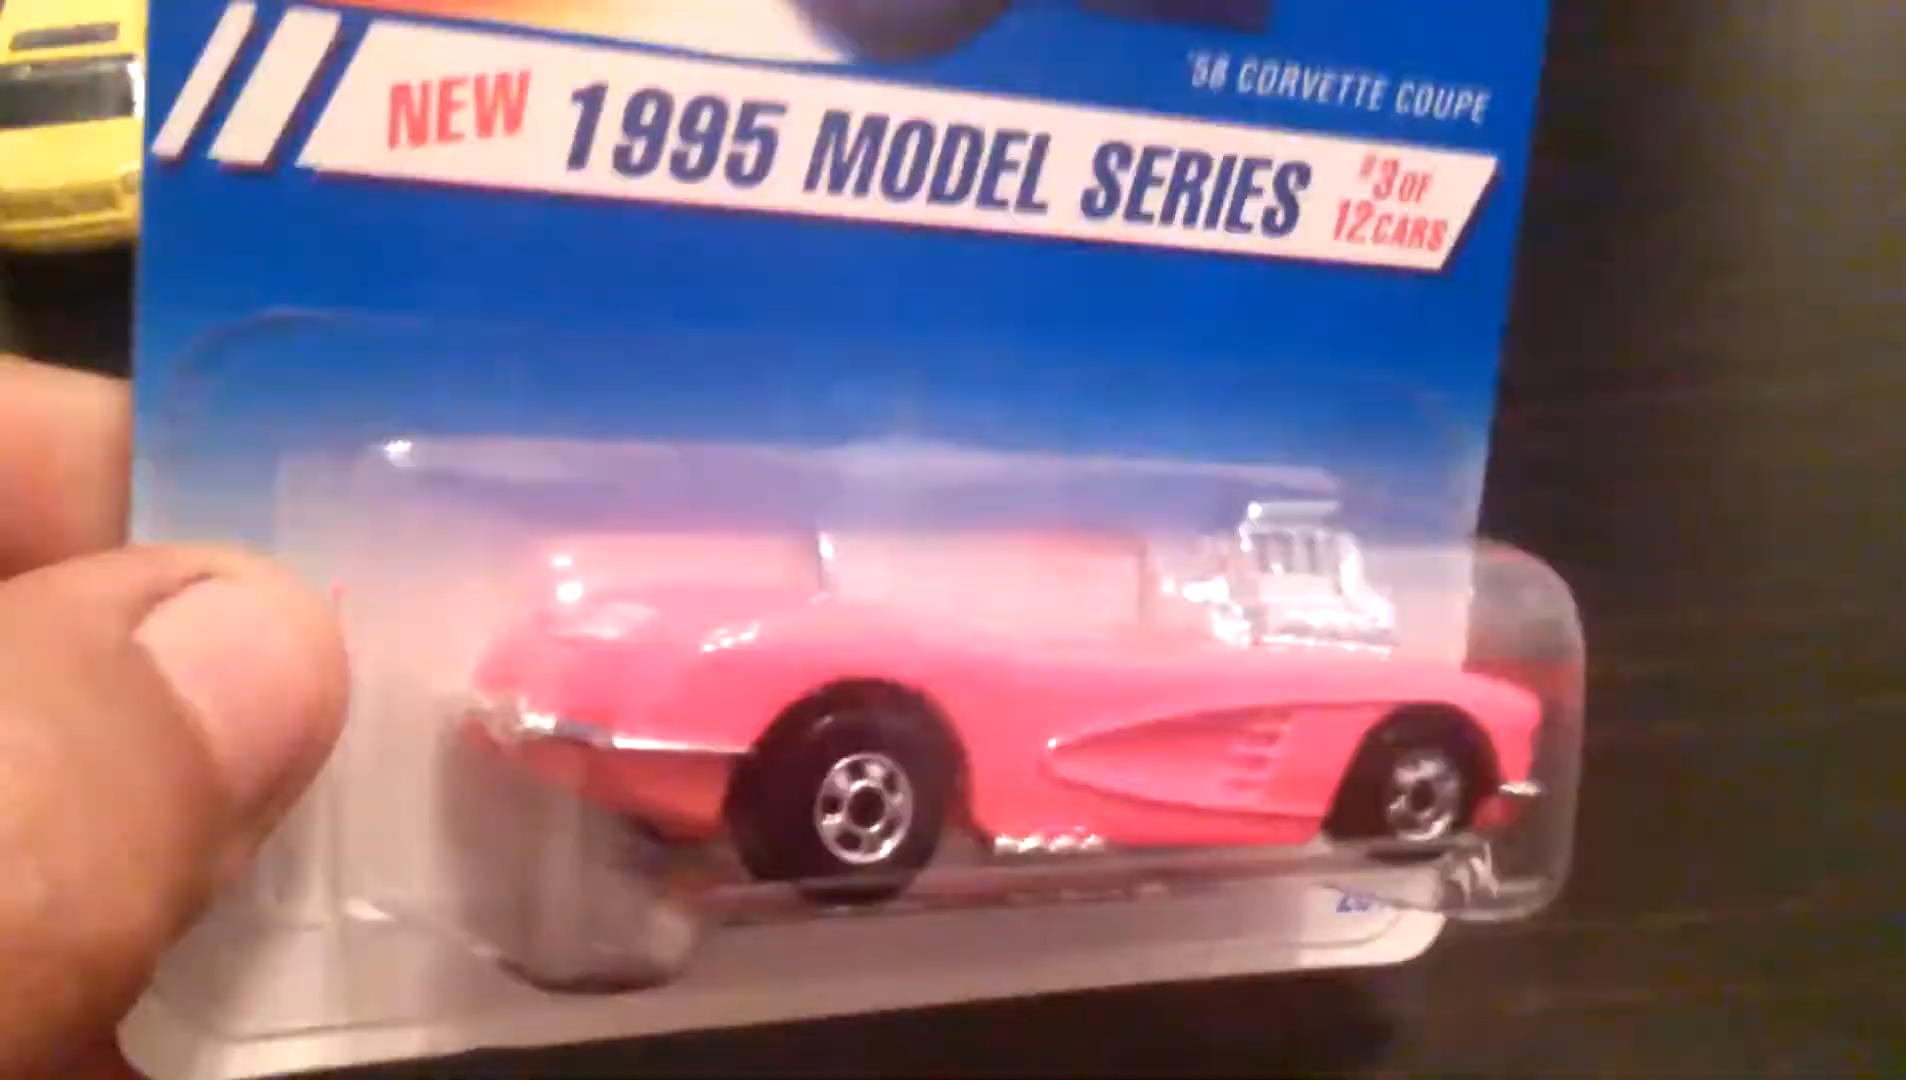 '58 CORVETTE COUPE
NEW 1995 MODEL SERIES
#3 OF
12 CARS